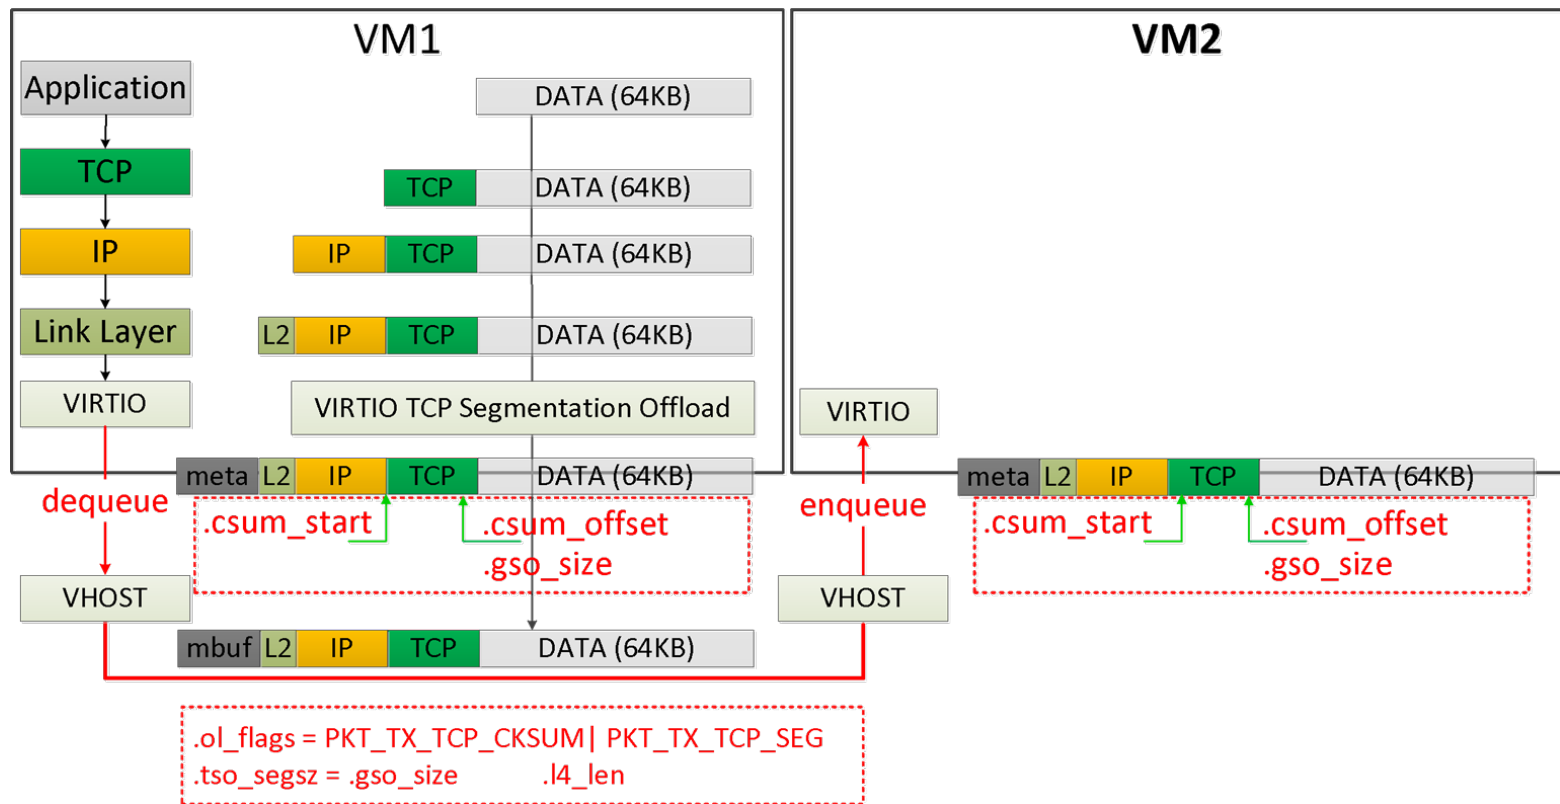 VM1
VM2
Application
DATA (64KB)
TCP
TCP DATA (64KB)
IP
IP TCP DATA (64KB)
Link Layer
L2 IP TCP DATA (64KB)
VIRTIO
VIRTIO TCP Segmentation Offload
VIRTIO
meta L2 IP TCP DATA (64KB)
meta L2 IP TCP DATA (64KB)
dequeue
.csum_start
.csum_offset
.gso_size
enqueue
.csum_start
.csum_offset
.gso_size
VHOST
VHOST
mbuf L2 IP TCP DATA (64KB)
.ol_flags = PKT_TX_TCP_CKSUM| PKT_TX_TCP_SEG
.tso_segsz = .gso_size .l4_len